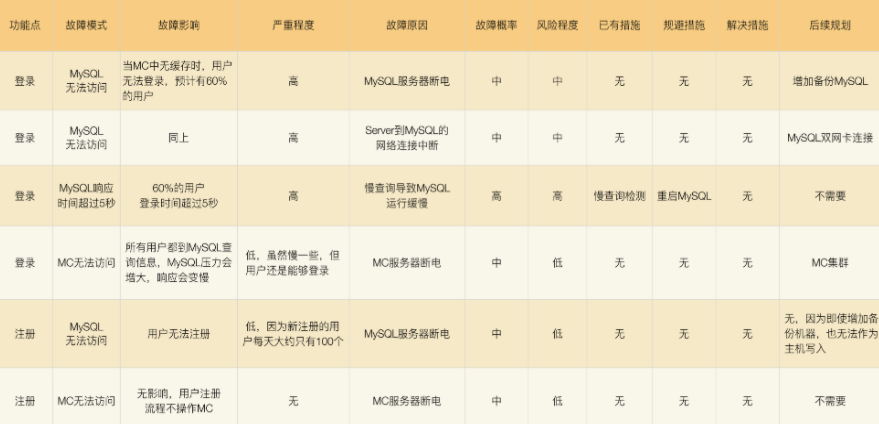 功能点 故障模式 故障影响 严重程度 故障原因 故障概率 风险程度 已有措施 规避措施 解决措施 后续规划
登录 MySQL
无法访问 当MC中无缓存时，用户
无法登录，预计有60%
的用户 高 MySQL服务器断电 中 中 无 无 无 增加备份MySQL
登录 MySQL
无法访问 同上 高 Server到MySQL的
网络连接中断 中 中 无 无 无 MySQL双网卡连接
登录 MySQL响应
时间超过5秒 60%的用户
登录时间超过5秒 高 慢查询导致MySQL
运行缓慢 高 高 慢查询检测 重启MySQL 无 不需要
登录 MC无法访问 所有用户都到MySQL查
询信息，MySQL压力会
增大，响应会变慢 低，虽然慢一些，但
用户还是能够登录 MC服务器断电 中 低 无 无 无 MC集群
注册 MySQL
无法访问 用户无法注册 低，因为新注册的用
户每天大约只有100个 MySQL服务器断电 中 低 无 无 无 无，因为即使增加备
份机器，也无法作为
主机写入
注册 MC无法访问 无影响，用户注册
流程不操作MC 无 MC服务器断电 中 低 无 无 无 不需要